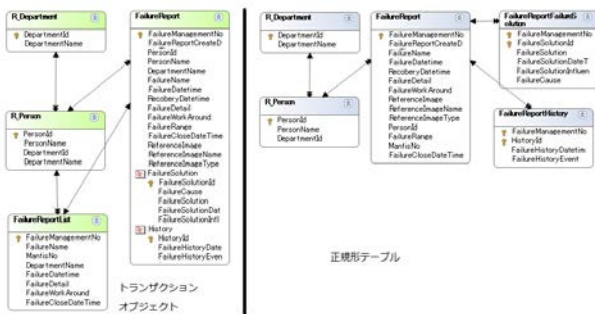 R_Department
DepartmentId
DepartmentName
R_Person
PersonId
PersonName
DepartmentId
DepartmentName
FailureReportList
FailureManagementNo
FailureName
MantisNo
DepartmentName
FailureDatetime
FailureDetail
FailureWorkAround
FailureCloseDateTime
FailureReport
FailureManagementNo
FailureReportCreateD
PersonId
PersonName
DepartmentName
FailureName
FailureDatetime
RecoberyDatetime
FailureDetail
FailureWorkAround
FailureRange
FailureCloseDateTime
ReferenceImage
ReferenceImageName
ReferenceImageType
FailureSolution
FailureSolutionId
FailureCause
FailureSolution
FailureSolutionDat
FailureSolutionInfl
History
HistoryId
FailureHistoryDate
FailureHistoryEven
トランザクション
オブジェクト
R_Department
DepartmentId
DepartmentName
R_Person
PersonId
PersonName
DepartmentId
FailureReport
FailureManagementNo
FailureReportCreateD
FailureName
FailureDatetime
RecoberyDatetime
FailureDetail
FailureWorkAround
ReferenceImage
ReferenceImageName
ReferenceImageType
PersonId
FailureRange
MantisNo
FailureCloseDateTime
FailureReportFailureS
olution
FailureManagementNo
FailureSolutionId
FailureSolution
FailureSolutionDateT
FailureSolutionInfluen
FailureCause
FailureReportHistory
FailureManagementNo
HistoryId
FailureHistoryDatetim
FailureHistoryEvent
正規形テーブル